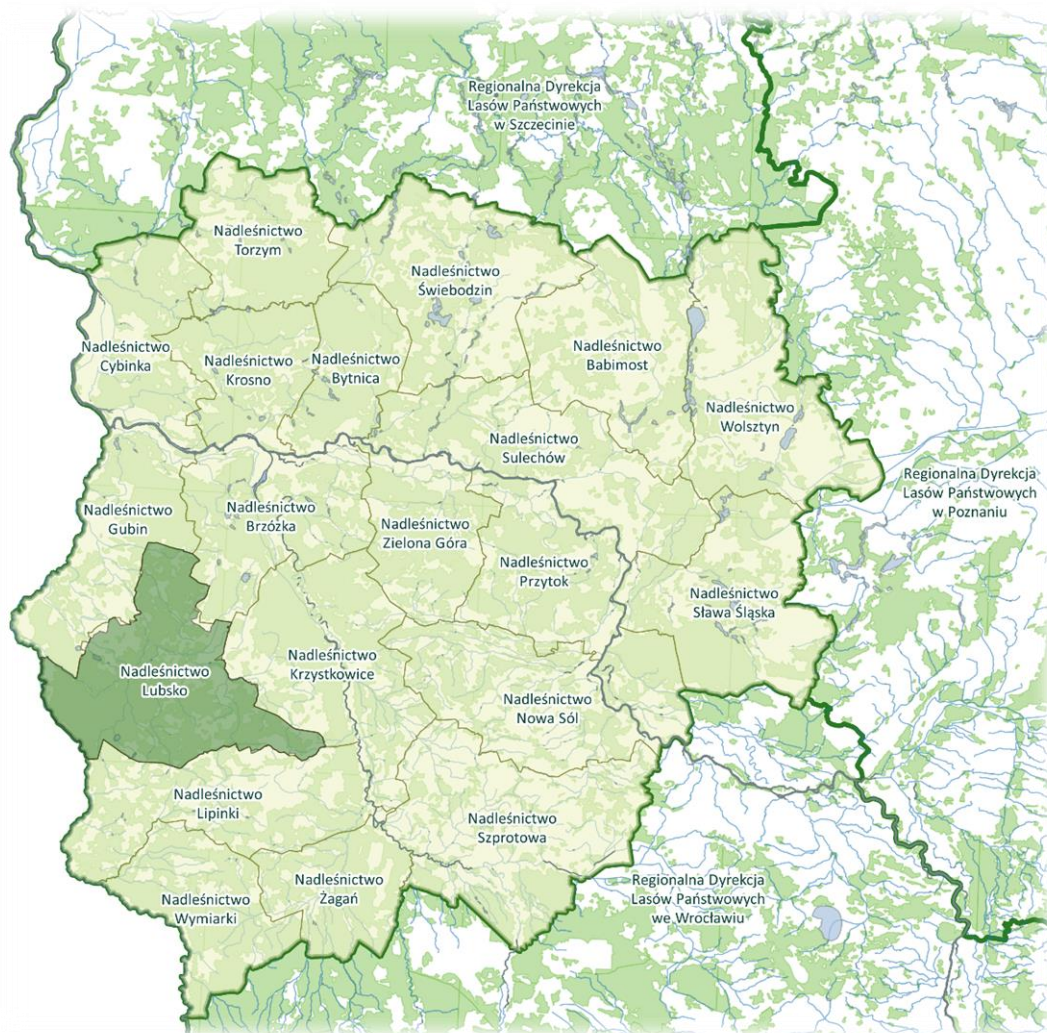 Regionalna Dyrekcja
Lasów Państwowych
w Szczecinie
Nadleśnictwo
Torzym
Nadleśnictwo
Świebodzin
Nadleśnictwo
Cybinka
Nadleśnictwo
Krosno
Nadleśnictwo
Bytnica
Nadleśnictwo
Babimost
Nadleśnictwo
Wolsztyn
Nadleśnictwo
Sulechów
Regionalna Dyrekcja
Lasów Państwowych
w Poznaniu
Nadleśnictwo
Gubin
Nadleśnictwo
Brzózka
Nadleśnictwo
Zielona Góra
Nadleśnictwo
Przytok
Nadleśnictwo
Sława Śląska
Nadleśnictwo
Lubsko
Nadleśnictwo
Krzystkowice
Nadleśnictwo
Nowa Sól
Nadleśnictwo
Lipinki
Nadleśnictwo
Szprotowa
Nadleśnictwo
Wymiarki
Nadleśnictwo
Żagań
Regionalna Dyrekcja
Lasów Państwowych
we Wrocławiu